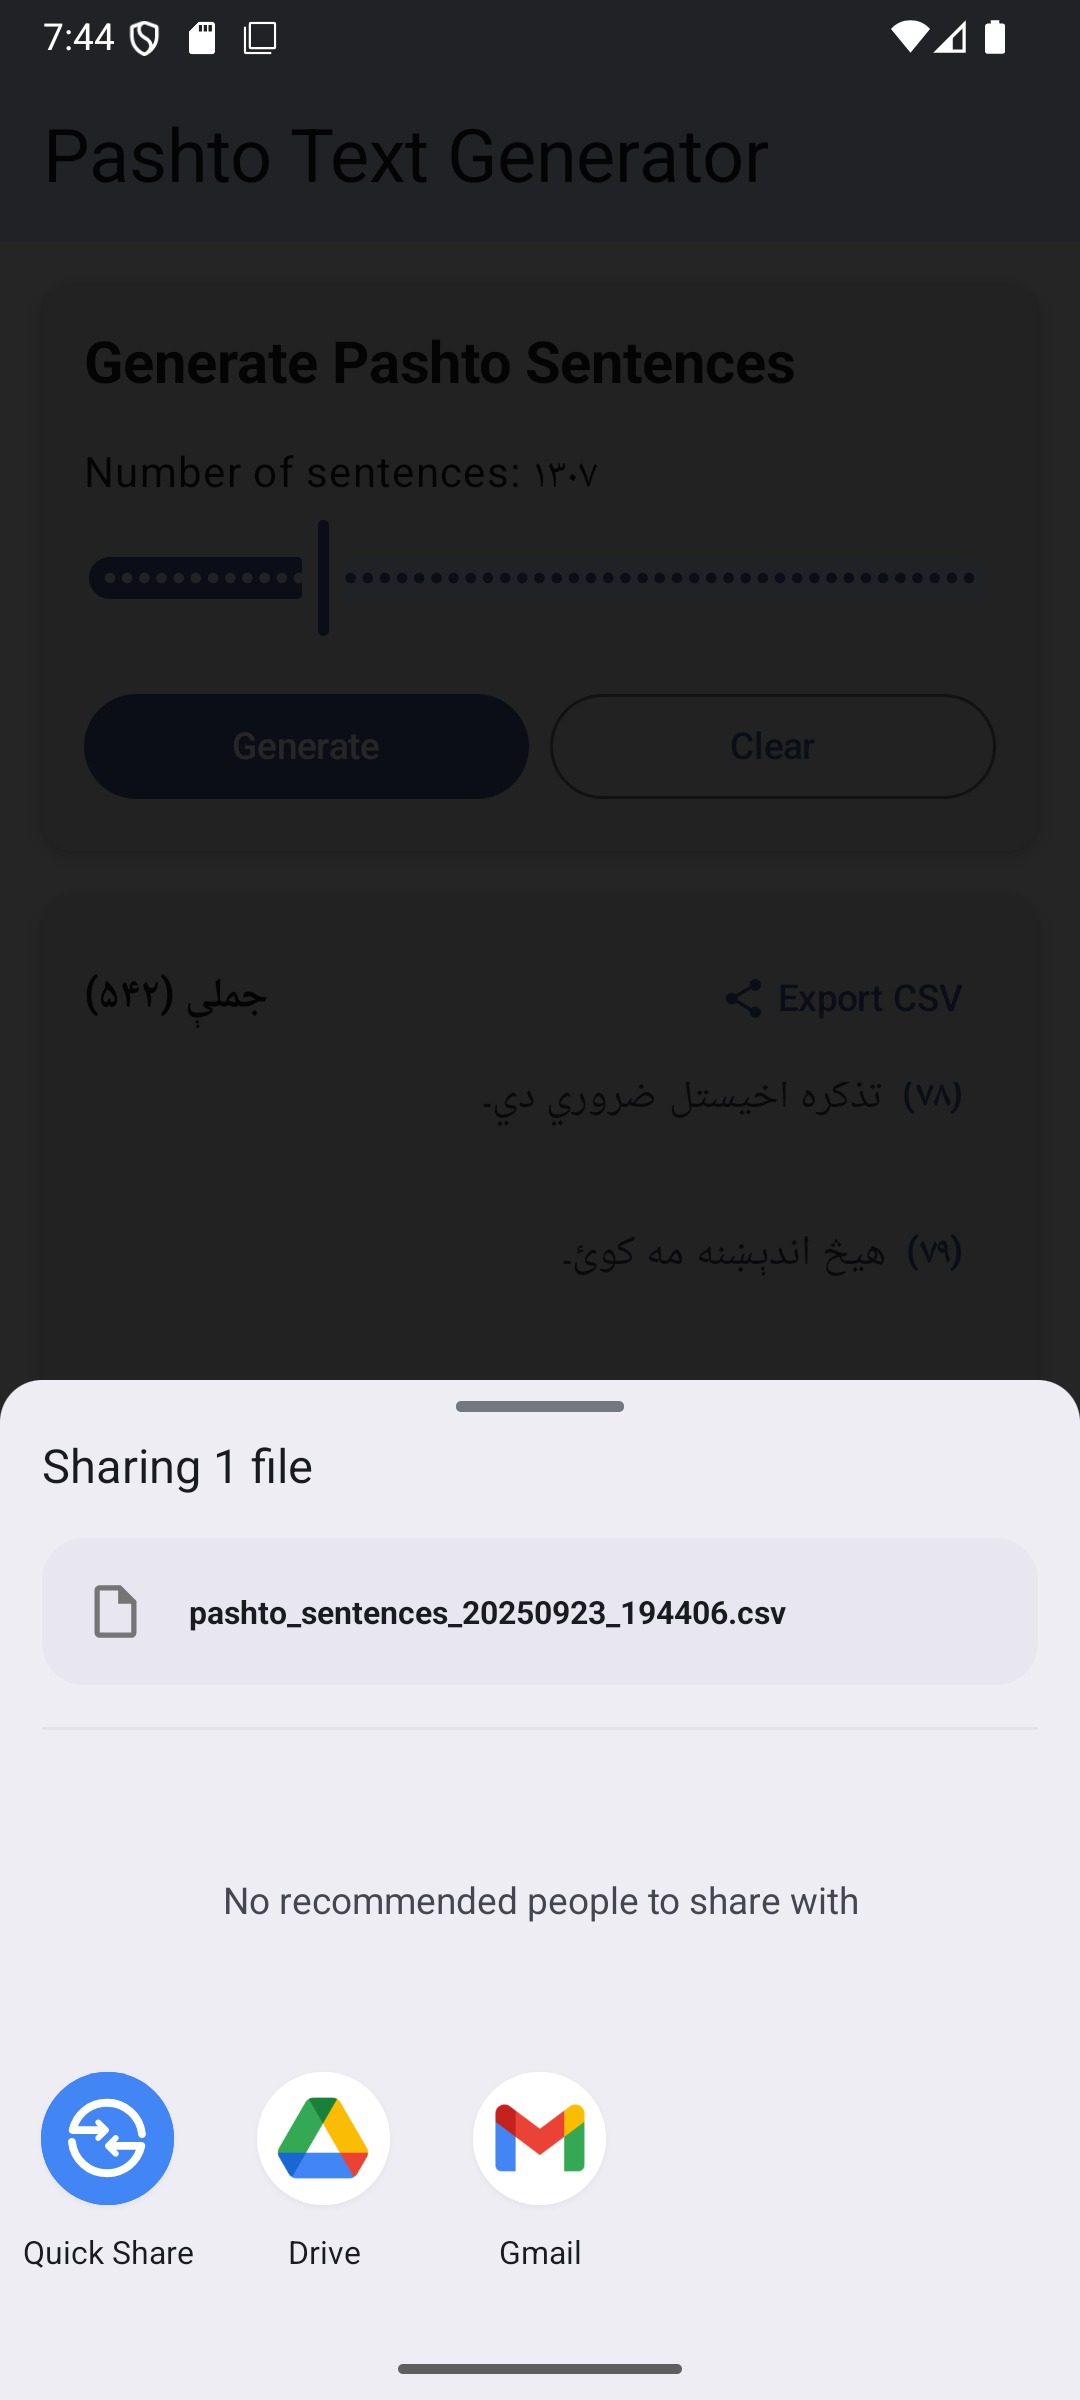 7:44
Pashto Text Generator
Generate Pashto Sentences
Number of sentences: ۱۳۰۷
Generate
Clear
جملې (۵۴۲)
Export CSV
(۷۸) تذکره اخیستل ضروري دي۔
(۷۹) هیڅ اندېښنه مه کوئ۔
Sharing 1 file
pashto_sentences_20250923_194406.csv
No recommended people to share with
Quick Share
Drive
Gmail